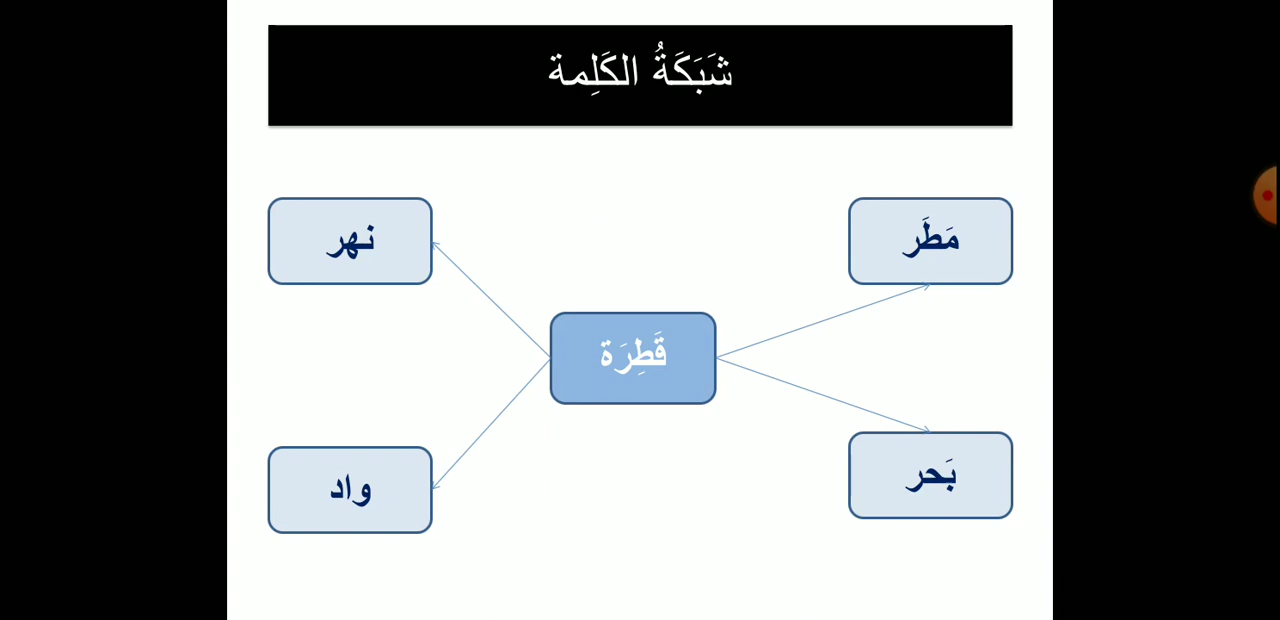 شَبَكَةُ الكَلِمة
مَطَر
نهر
قَطِرَة
بَحر
واد